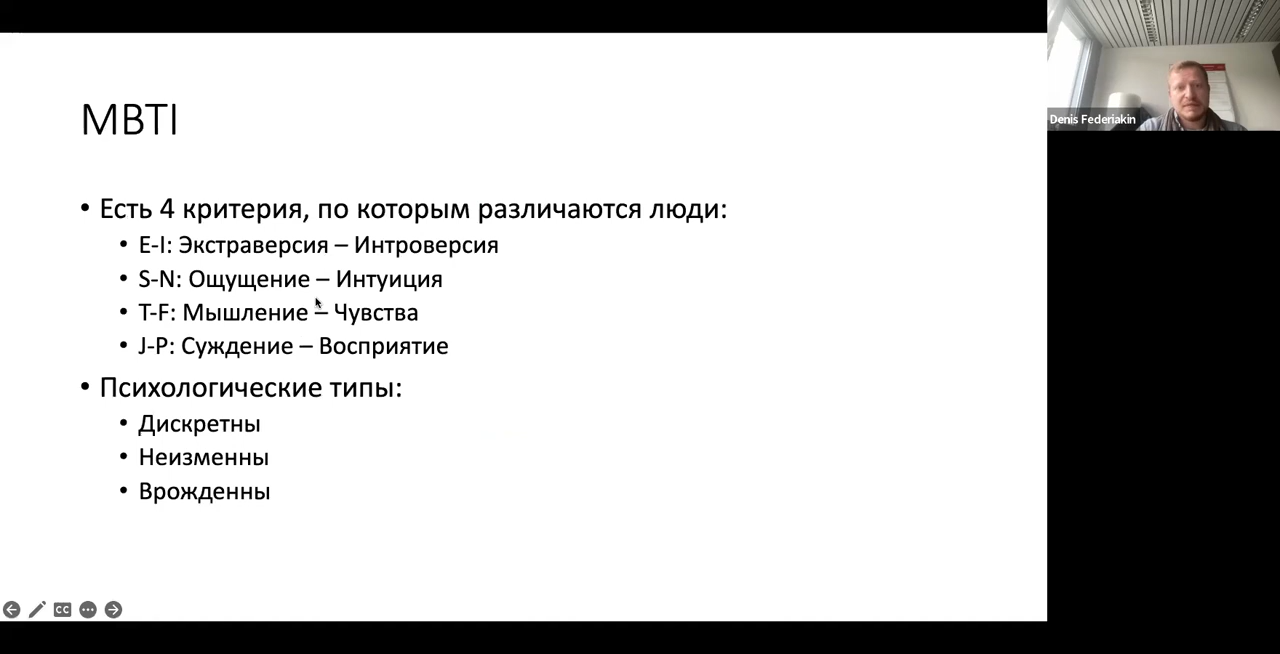 MBTI
• Есть 4 критерия, по которым различаются люди:
• E-I: Экстраверсия – Интроверсия
• S-N: Ощущение – Интуиция
• T-F: Мышление – Чувства
• J-P: Суждение – Восприятие
• Психологические типы:
• Дискретны
• Неизменны
• Врожденны
Denis Federiakin
CC